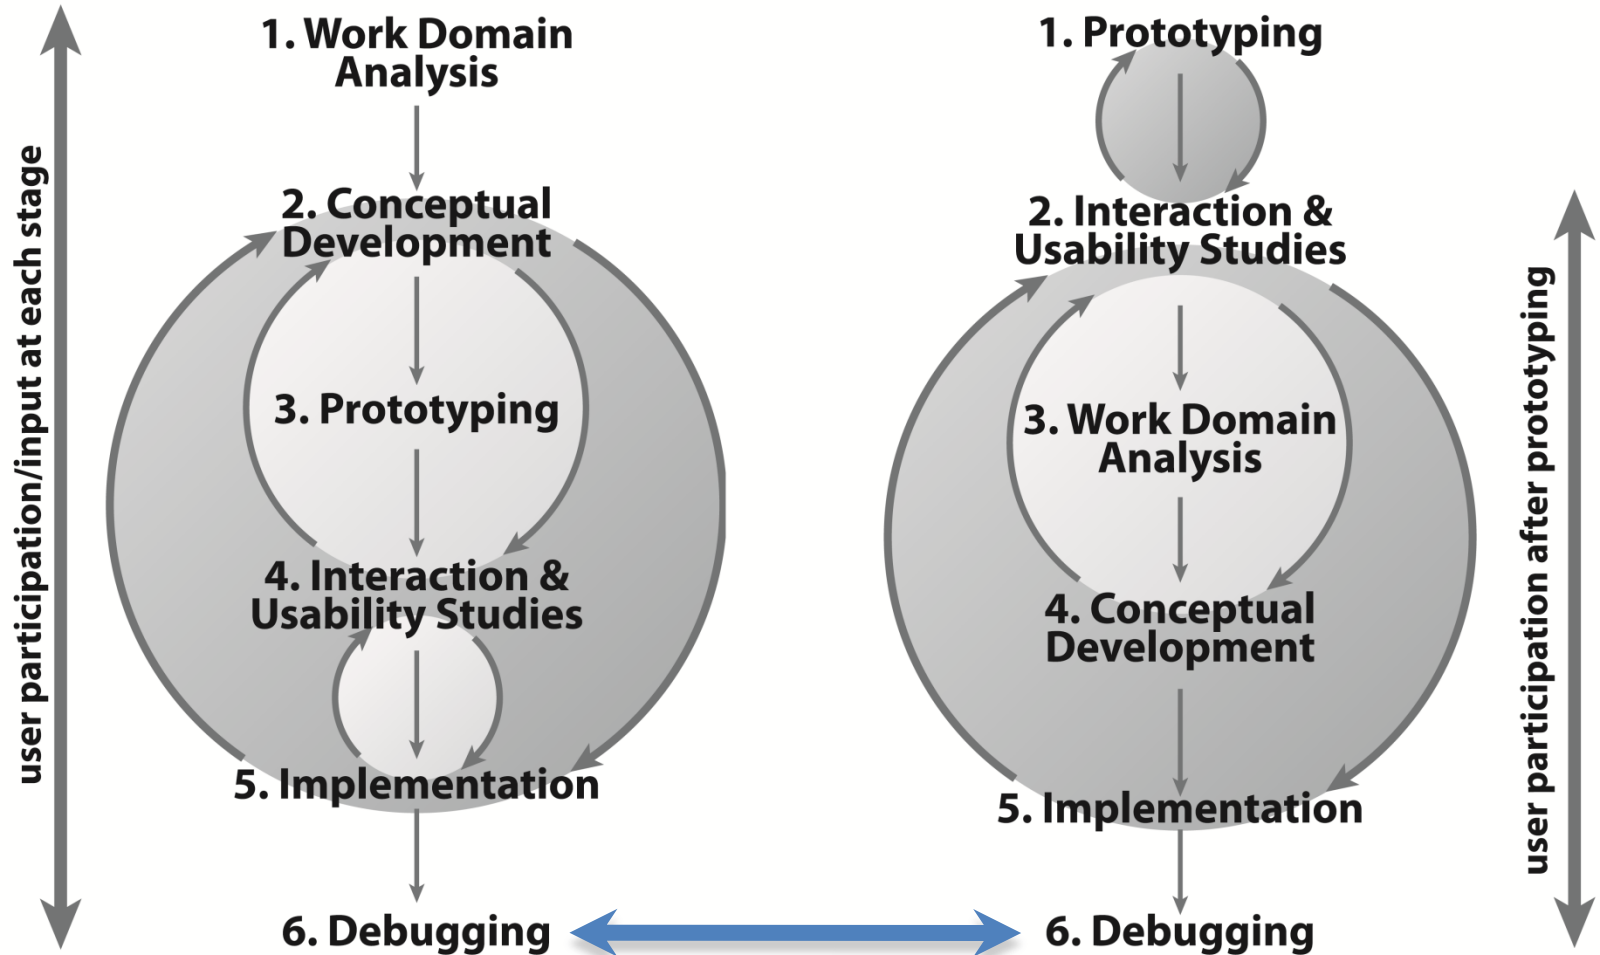 user participation/input at each stage
1. Work Domain
Analysis
2. Conceptual
Development
3. Prototyping
4. Interaction &
Usability Studies
5. Implementation
6. Debugging
1. Prototyping
2. Interaction &
Usability Studies
3. Work Domain
Analysis
4. Conceptual
Development
5. Implementation
6. Debugging
user participation after prototyping